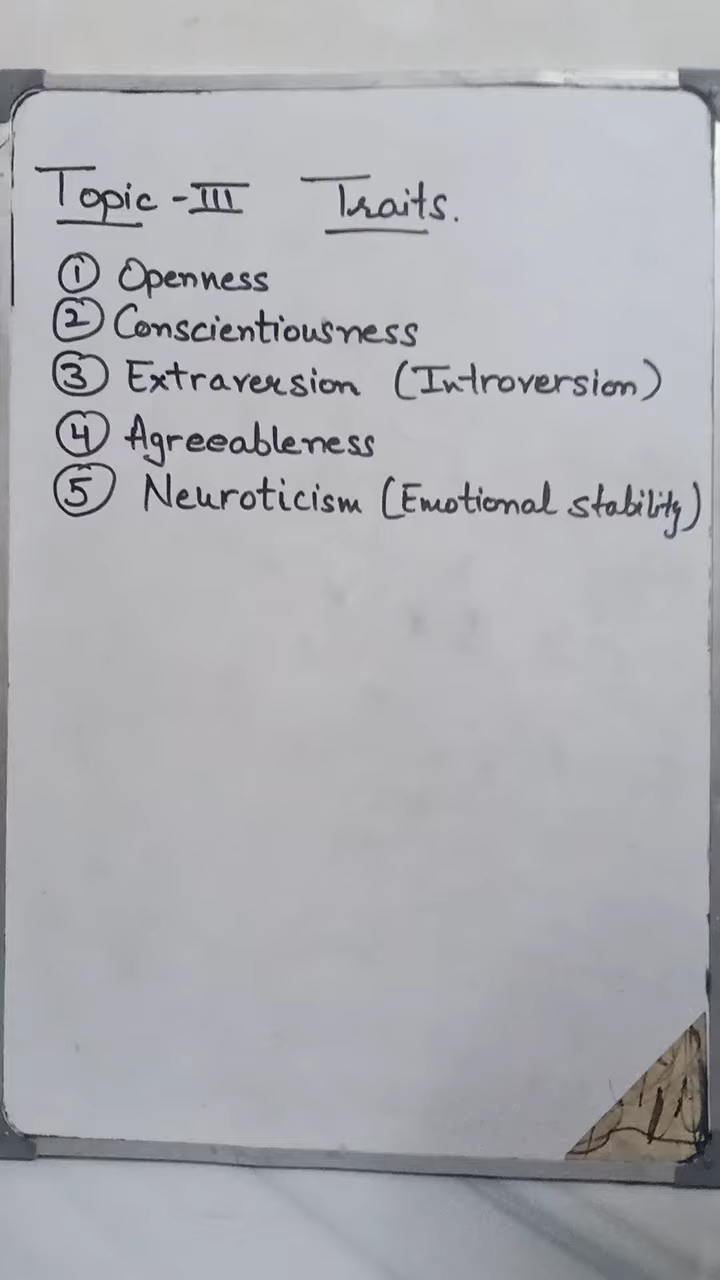 Topic - III Traits.
① Openness
② Conscientiousness
③ Extraversion (Introversion)
④ Agreeableness
⑤ Neuroticism (Emotional stability)